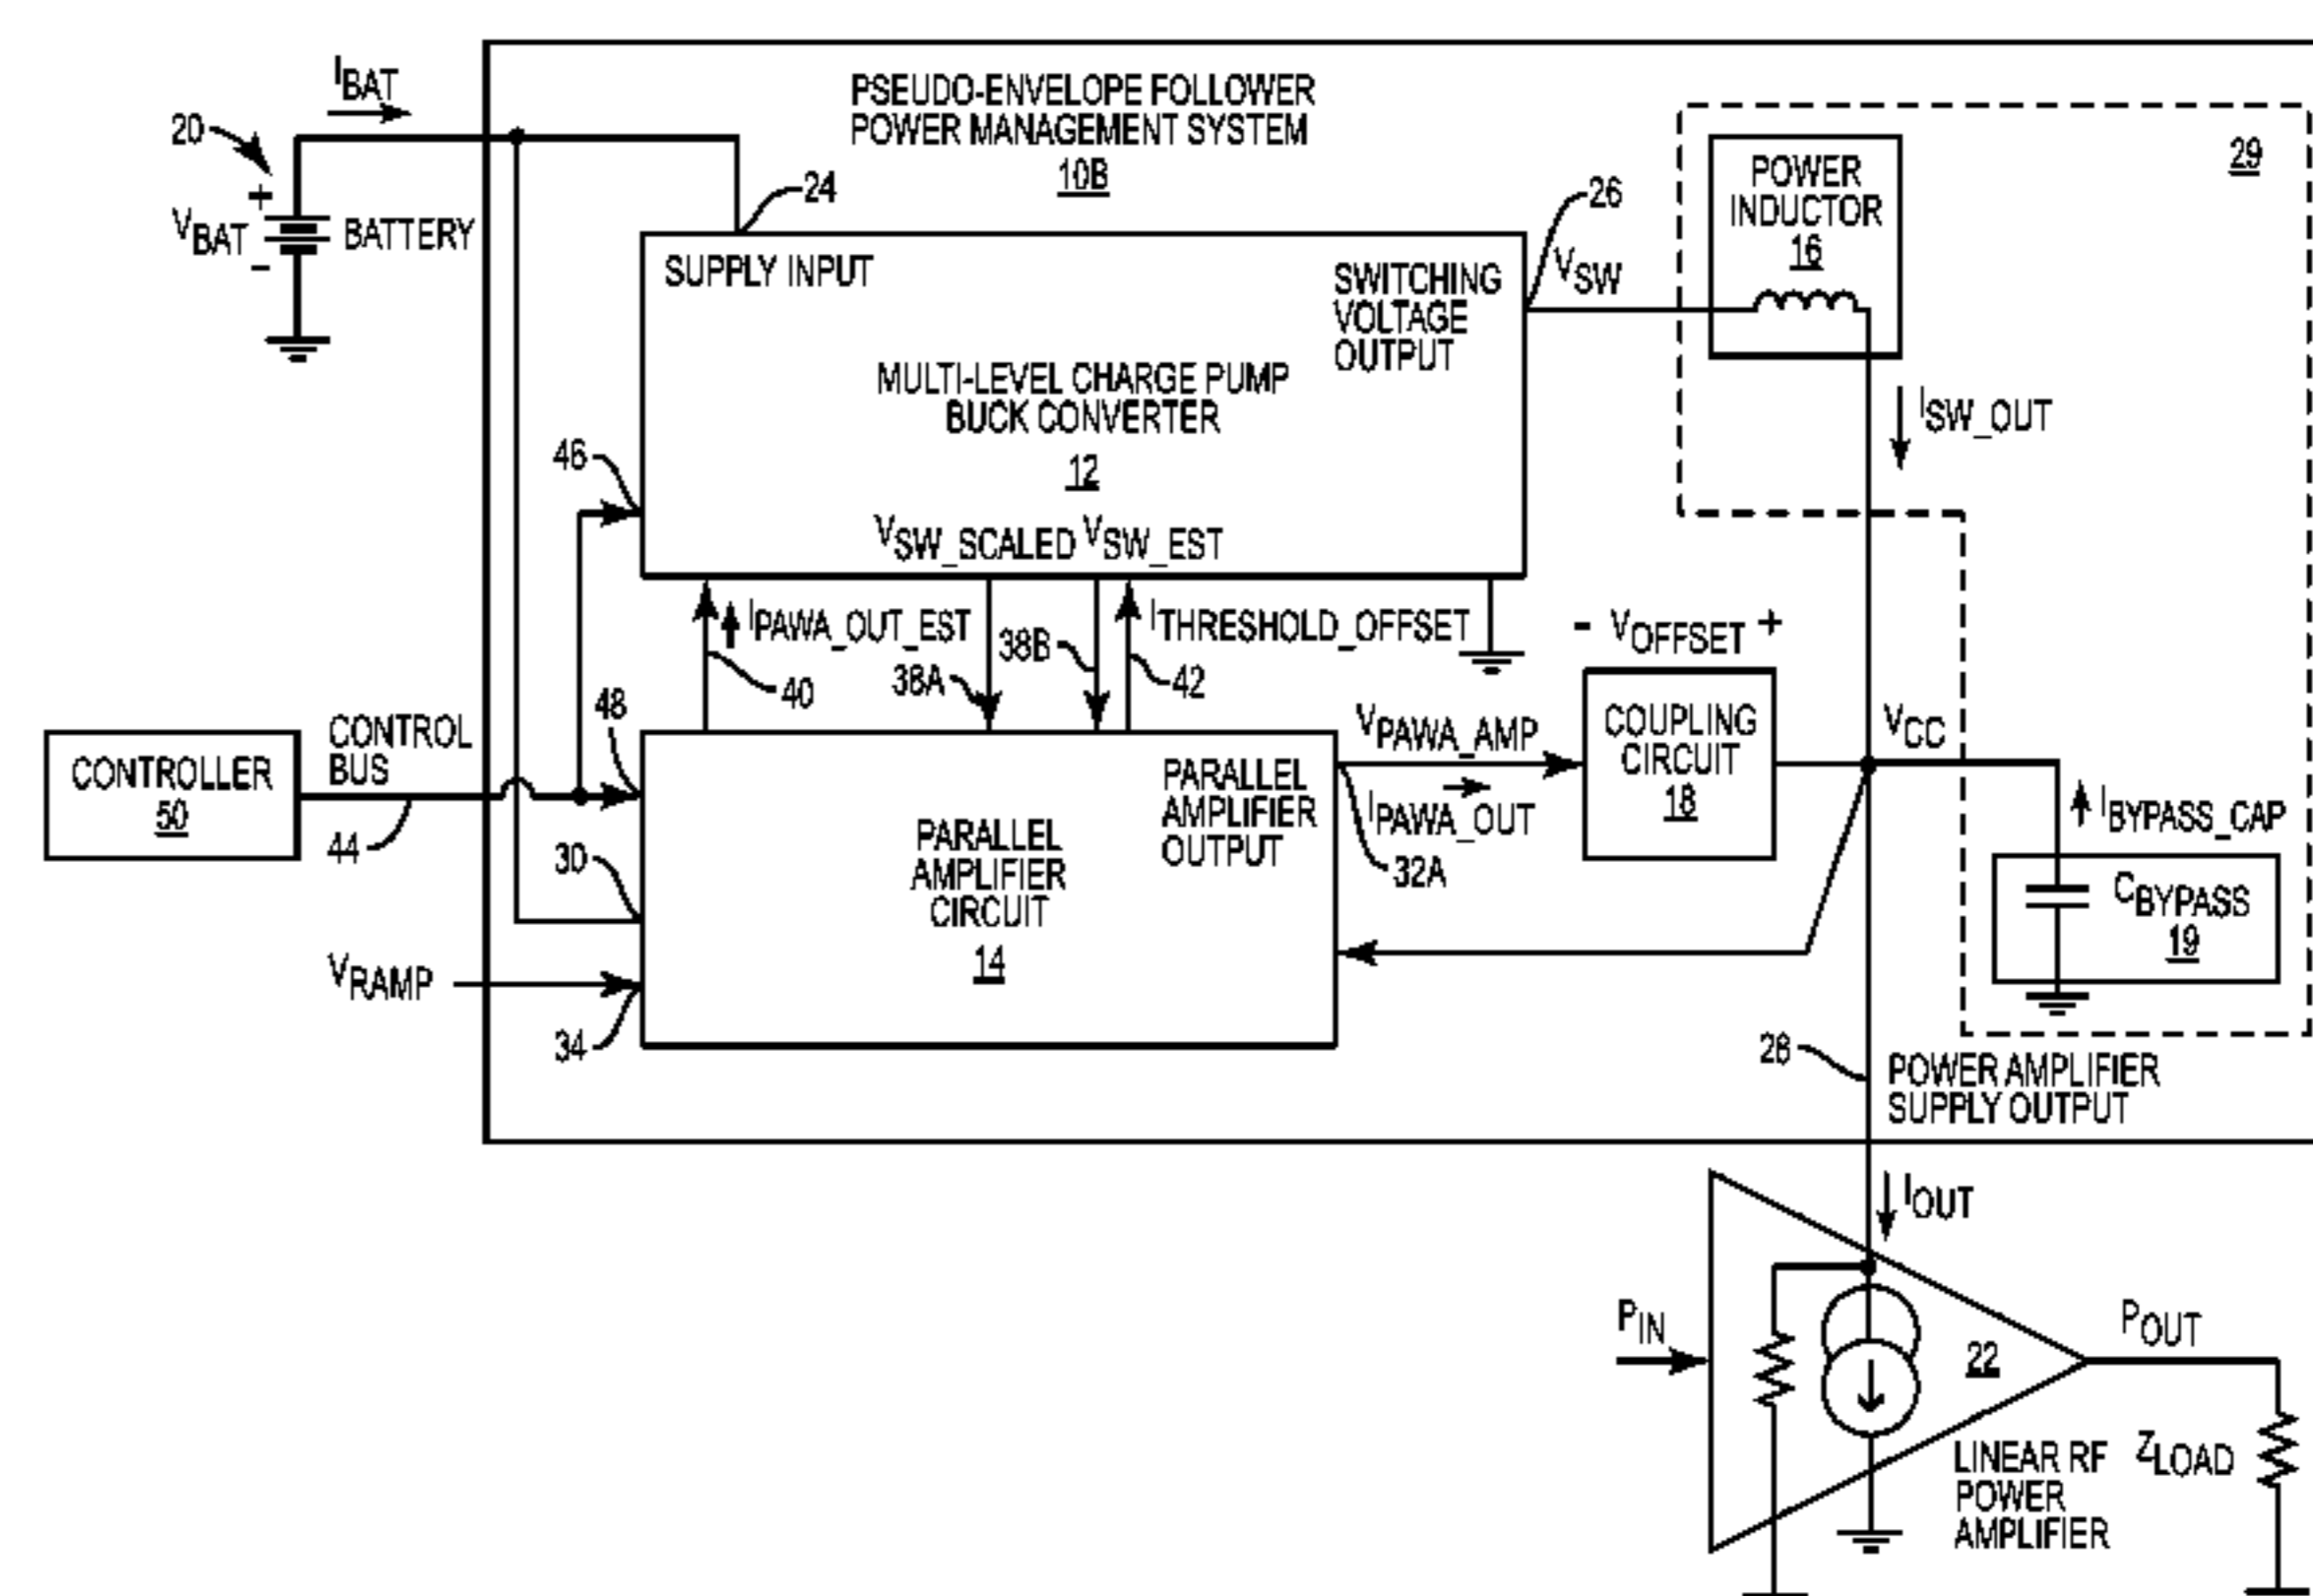 IBAT
20
+
VBAT
-
BATTERY
PSEUDO-ENVELOPE FOLLOWER
POWER MANAGEMENT SYSTEM
10B
24
SUPPLY INPUT
SWITCHING
VOLTAGE
OUTPUT
26
VSW
MULTI-LEVEL CHARGE PUMP
BUCK CONVERTER
12
46
VSW_SCALED VSW_EST
POWER
INDUCTOR
16
29
ISW_OUT
IPAWA_OUT_EST
40
38A
38B
ITHRESHOLD_OFFSET
42
- VOFFSET +
COUPLING
CIRCUIT
18
VCC
CONTROLLER
50
CONTROL
BUS
44
48
30
VRAMP
34
PARALLEL
AMPLIFIER
CIRCUIT
14
PARALLEL
AMPLIFIER
OUTPUT
VPAWA_AMP
IPAWA_OUT
32A
IBYPASS_CAP
CBYPASS
19
28
POWER AMPLIFIER
SUPPLY OUTPUT
IOUT
PIN
22
POUT
LINEAR RF
POWER
AMPLIFIER
ZLOAD